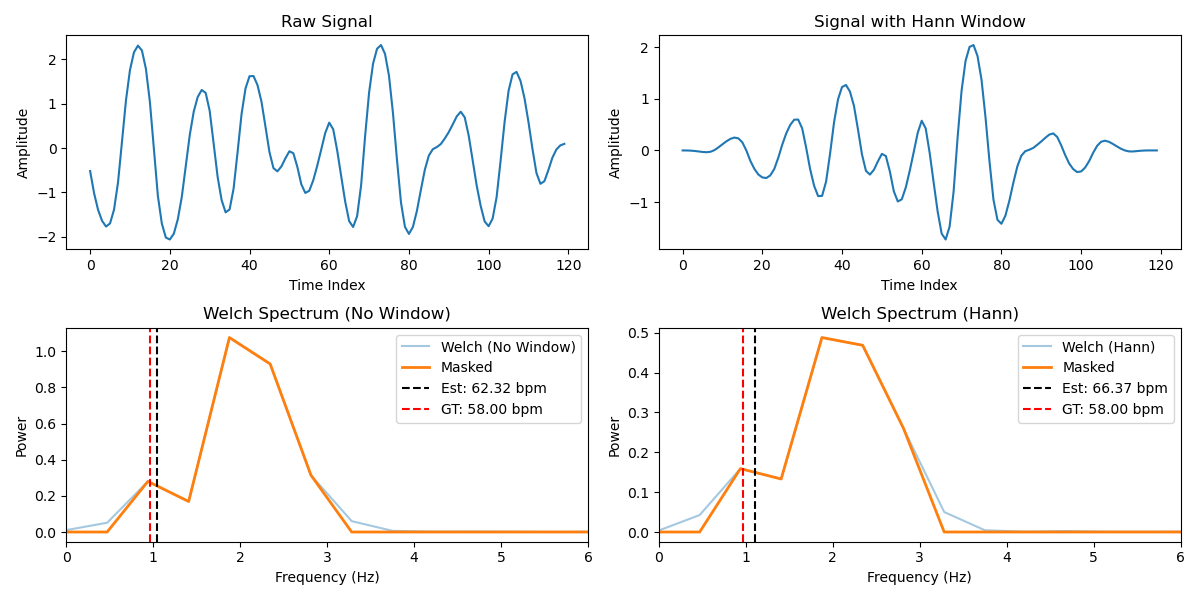 Raw Signal
2
1
0
−1
−2
Amplitude
0 20 40 60 80 100 120
Time Index
Signal with Hann Window
2
1
0
−1
Amplitude
0 20 40 60 80 100 120
Time Index
Welch Spectrum (No Window)
1.0
0.8
0.6
0.4
0.2
0.0
Power
Welch (No Window)
Masked
Est: 62.32 bpm
GT: 58.00 bpm
0 1 2 3 4 5 6
Frequency (Hz)
Welch Spectrum (Hann)
0.5
0.4
0.3
0.2
0.1
0.0
Power
Welch (Hann)
Masked
Est: 66.37 bpm
GT: 58.00 bpm
0 1 2 3 4 5 6
Frequency (Hz)